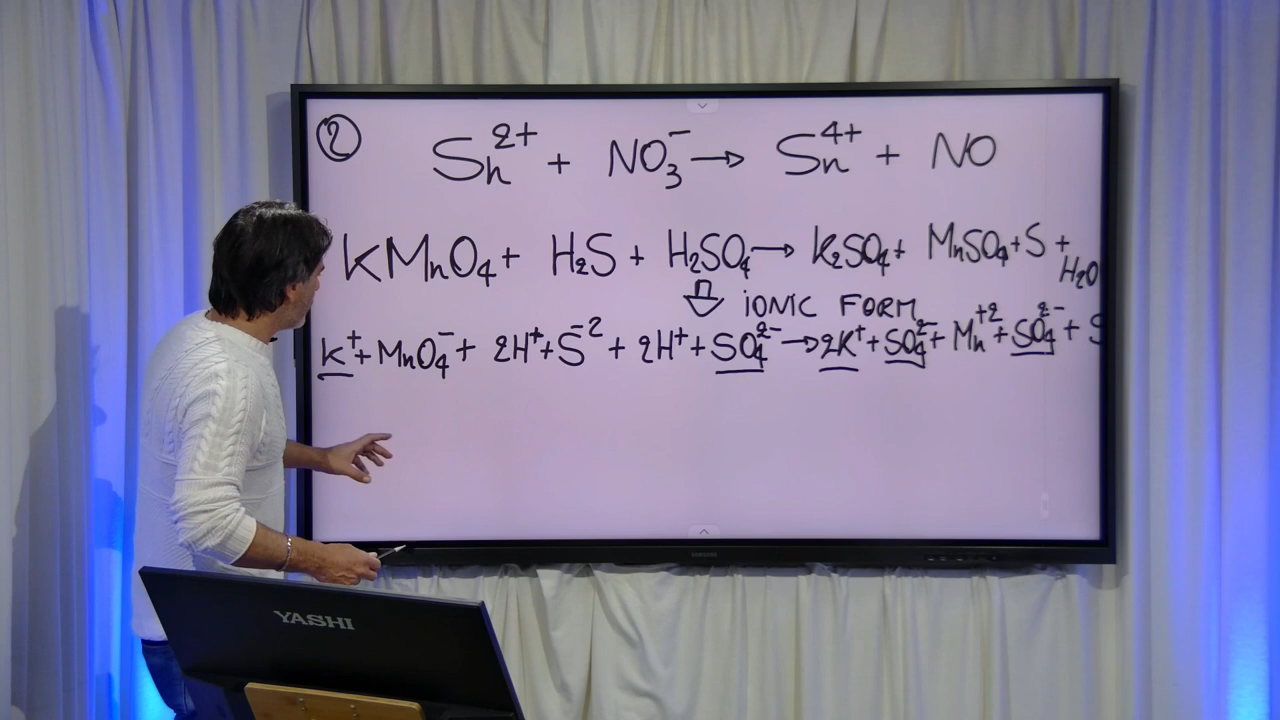 ② Sn²⁺ + NO₃⁻ → Sn⁴⁺ + NO
KMnO₄ + H₂S + H₂SO₄ → K₂SO₄ + MnSO₄ + S + H₂O
⇩ IONIC FORM
K⁺ + MnO₄⁻ + 2H⁺ + S⁻² + 2H⁺ + SO₄²⁻ → 2K⁺ + SO₄²⁻ + Mn⁺² + SO₄²⁻ + S
SAMSUNG
YASHI